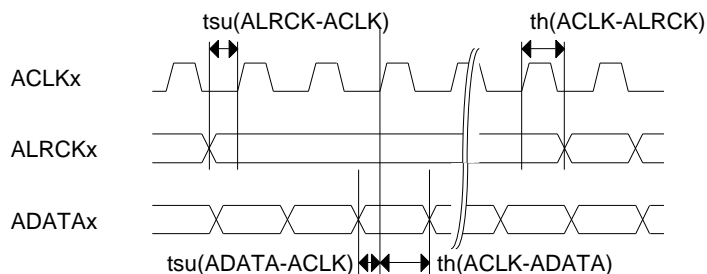 tsu(ALRCK-ACLK)
th(ACLK-ALRCK)
ACLKx
ALRCKx
ADATAx
tsu(ADATA-ACLK)
th(ACLK-ADATA)